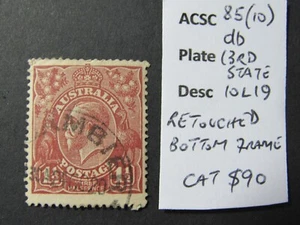 ACSC 85(10)
db
Plate (3RD
STATE
Desc 10L19
RETOUCHED
BOTTOM FRAME
CAT $90
AUSTRALIA
POSTAGE